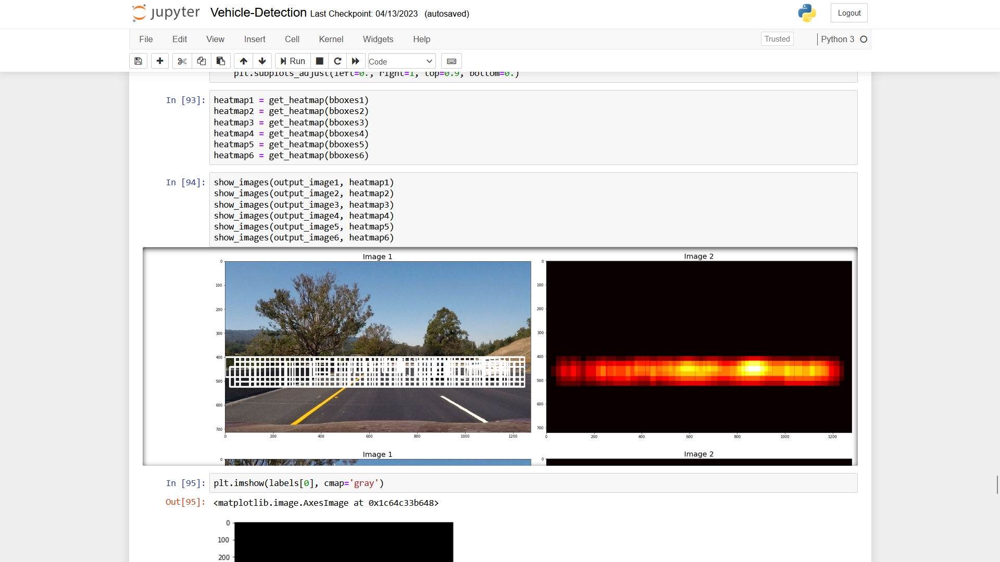 jupyter Vehicle-Detection Last Checkpoint: 04/13/2023 (autosaved) Logout
File Edit View Insert Cell Kernel Widgets Help Trusted Python 3
Run Code
plt.subplots_adjust(left=0., right=1, top=0.9, bottom=0.)
In [93]:
heatmap1 = get_heatmap(bboxes1)
heatmap2 = get_heatmap(bboxes2)
heatmap3 = get_heatmap(bboxes3)
heatmap4 = get_heatmap(bboxes4)
heatmap5 = get_heatmap(bboxes5)
heatmap6 = get_heatmap(bboxes6)
In [94]:
show_images(output_image1, heatmap1)
show_images(output_image2, heatmap2)
show_images(output_image3, heatmap3)
show_images(output_image4, heatmap4)
show_images(output_image5, heatmap5)
show_images(output_image6, heatmap6)
Image 1
0
100
200
300
400
500
600
700
0 200 400 600 800 1000 1200
Image 2
0
100
200
300
400
500
600
700
0 200 400 600 800 1000 1200
Image 1
0
Image 2
0
In [95]:
plt.imshow(labels[0], cmap='gray')
Out[95]:
<matplotlib.image.AxesImage at 0x1c64c33b648>
0
100
200